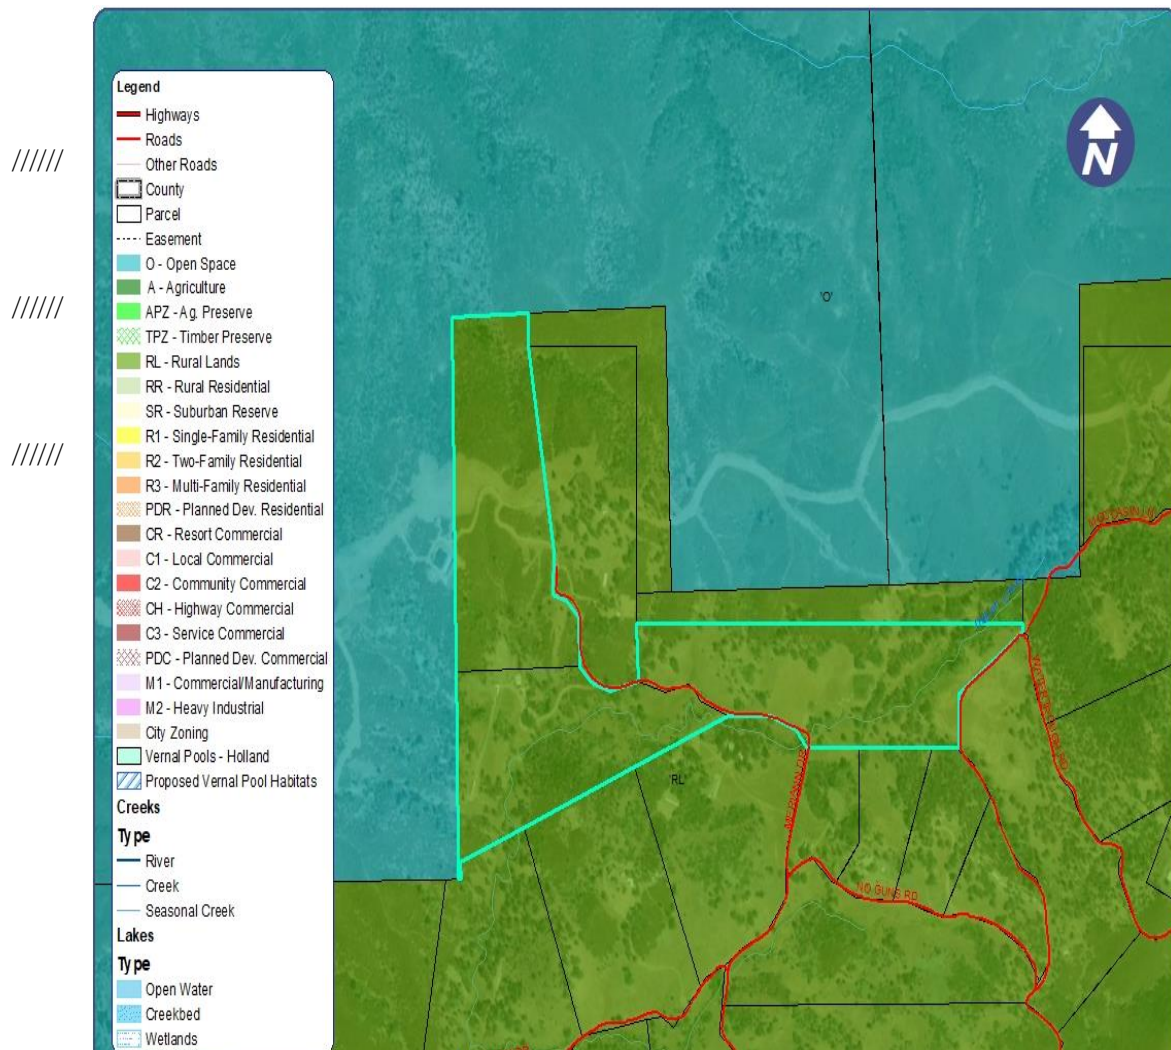 //////
//////
//////
Legend
Highways
Roads
Other Roads
County
Parcel
Easement
O - Open Space
A - Agriculture
APZ - Ag. Preserve
TPZ - Timber Preserve
RL - Rural Lands
RR - Rural Residential
SR - Suburban Reserve
R1 - Single-Family Residential
R2 - Two-Family Residential
R3 - Multi-Family Residential
PDR - Planned Dev. Residential
CR - Resort Commercial
C1 - Local Commercial
C2 - Community Commercial
CH - Highway Commercial
C3 - Service Commercial
PDC - Planned Dev. Commercial
M1 - Commercial/Manufacturing
M2 - Heavy Industrial
City Zoning
Vernal Pools - Holland
Proposed Vernal Pool Habitats
Creeks
Type
River
Creek
Seasonal Creek
Lakes
Type
Open Water
Creekbed
Wetlands
N
'O'
'RL'
NO GUNS RD